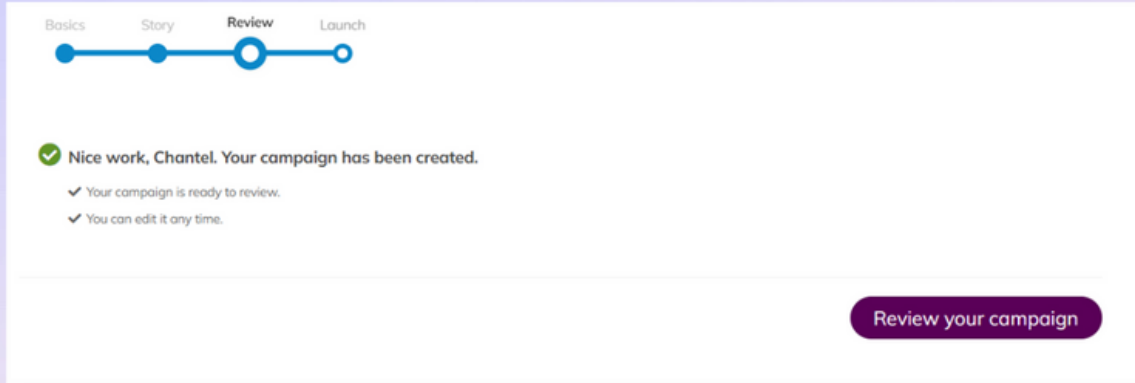 Basics Story Review Launch
Nice work, Chantel. Your campaign has been created.
Your campaign is ready to review.
You can edit it any time.
Review your campaign